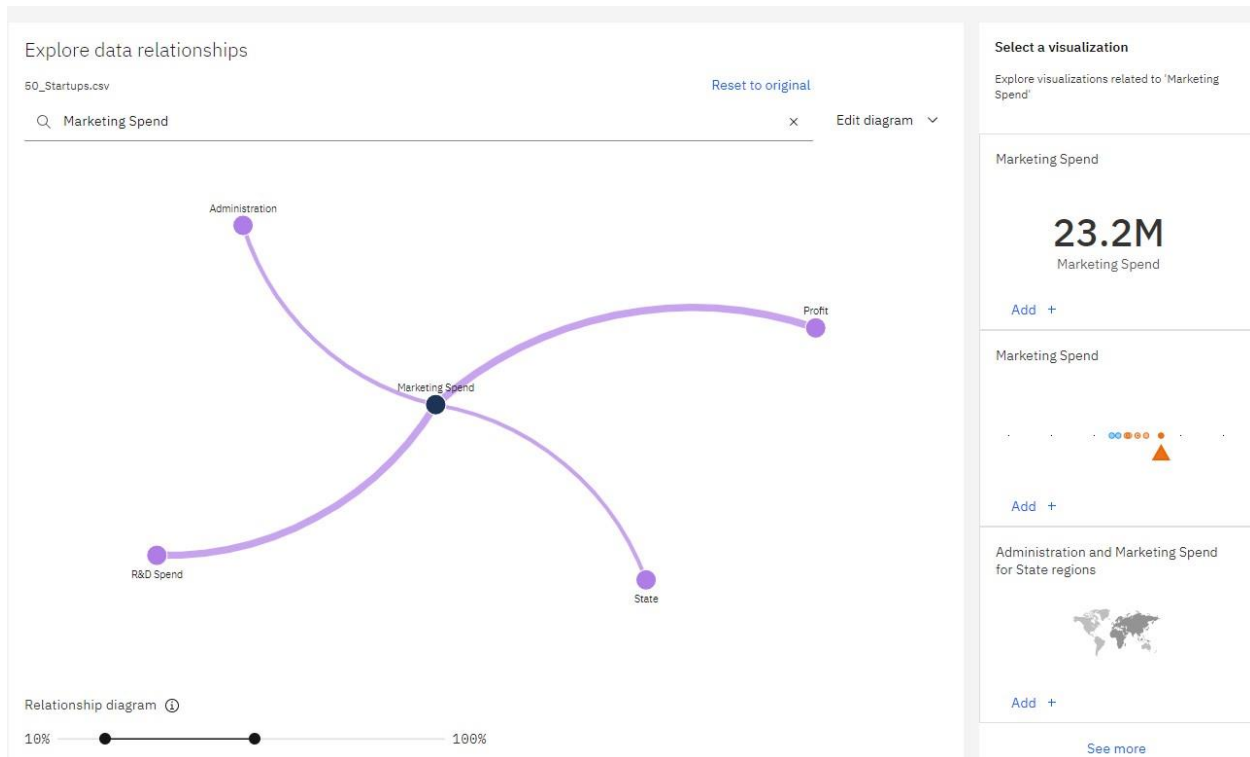 Explore data relationships
50_Startups.csv
Reset to original
Marketing Spend
Edit diagram
Administration
Profit
Marketing Spend
R&D Spend
State
Relationship diagram
10%
100%
Select a visualization
Explore visualizations related to 'Marketing
Spend'
Marketing Spend
23.2M
Marketing Spend
Add +
Marketing Spend
Add +
Administration and Marketing Spend
for State regions
Add +
See more